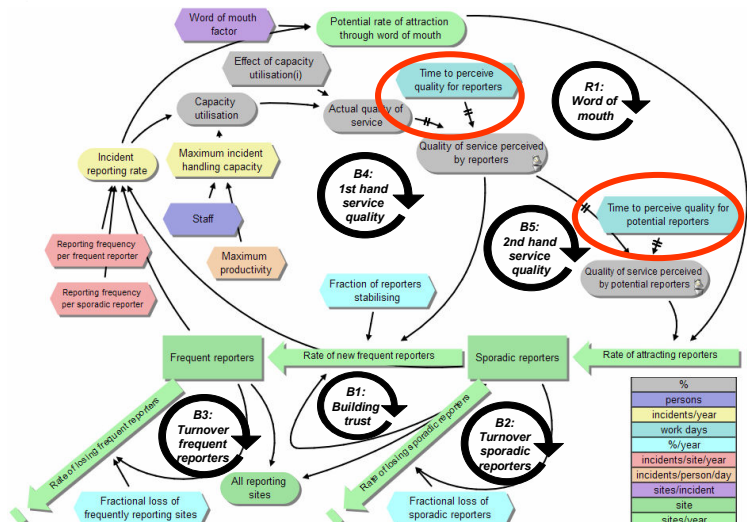 Word of mouth
factor
Potential rate of attraction
through word of mouth
Effect of capacity
utilisation(i)
Time to perceive
quality for reporters
R1:
Word of
mouth
Capacity
utilisation
Actual quality of
service
Quality of service perceived
by reporters
Incident
reporting rate
Maximum incident
handling capacity
B4:
1st hand
service
quality
Time to perceive quality for
potential reporters
Staff
B5:
2nd hand
service
quality
Reporting frequency
per frequent reporter
Maximum
productivity
Quality of service perceived
by potential reporters
Reporting frequency
per sporadic reporter
Fraction of reporters
stabilising
Frequent reporters
Rate of new frequent reporters
Sporadic reporters
Rate of attracting reporters
B1:
Building
trust
B3:
Turnover
frequent
reporters
B2:
Turnover
sporadic
reporters
Rate of losing frequent reporters
Rate of losing sporadic reporters
All reporting
sites
Fractional loss of
frequently reporting sites
Fractional loss of
sporadic reporters
%
persons
incidents/year
work days
%/year
incidents/site/year
incidents/person/day
sites/incident
site
sites/year